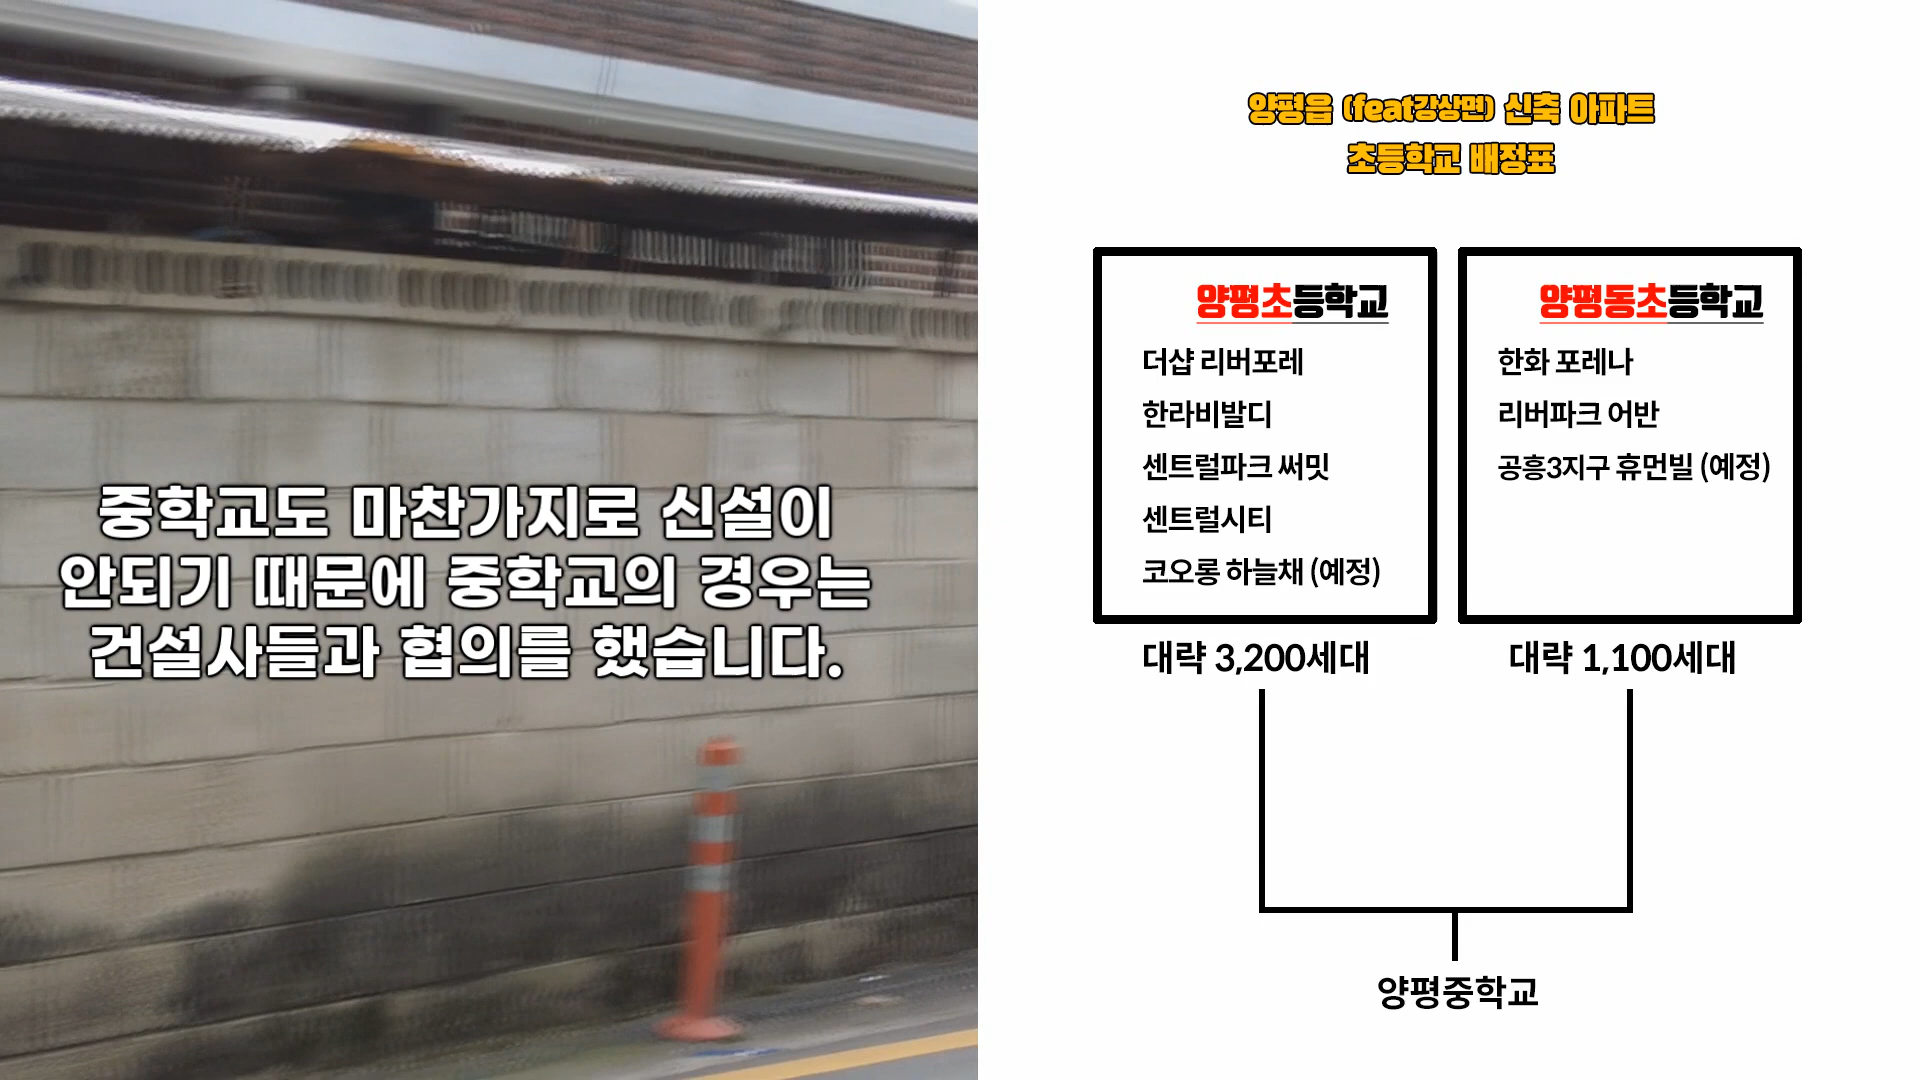 중학교도 마찬가지로 신설이
안되기 때문에 중학교의 경우는
건설사들과 협의를 했습니다.
양평읍 (feat강상면) 신축 아파트
초등학교 배정표
양평초등학교
더샵 리버포레
한라비발디
센트럴파크 써밋
센트럴시티
코오롱 하늘채 (예정)
대략 3,200세대
양평동초등학교
한화 포레나
리버파크 어반
공흥3지구 휴먼빌 (예정)
대략 1,100세대
양평중학교